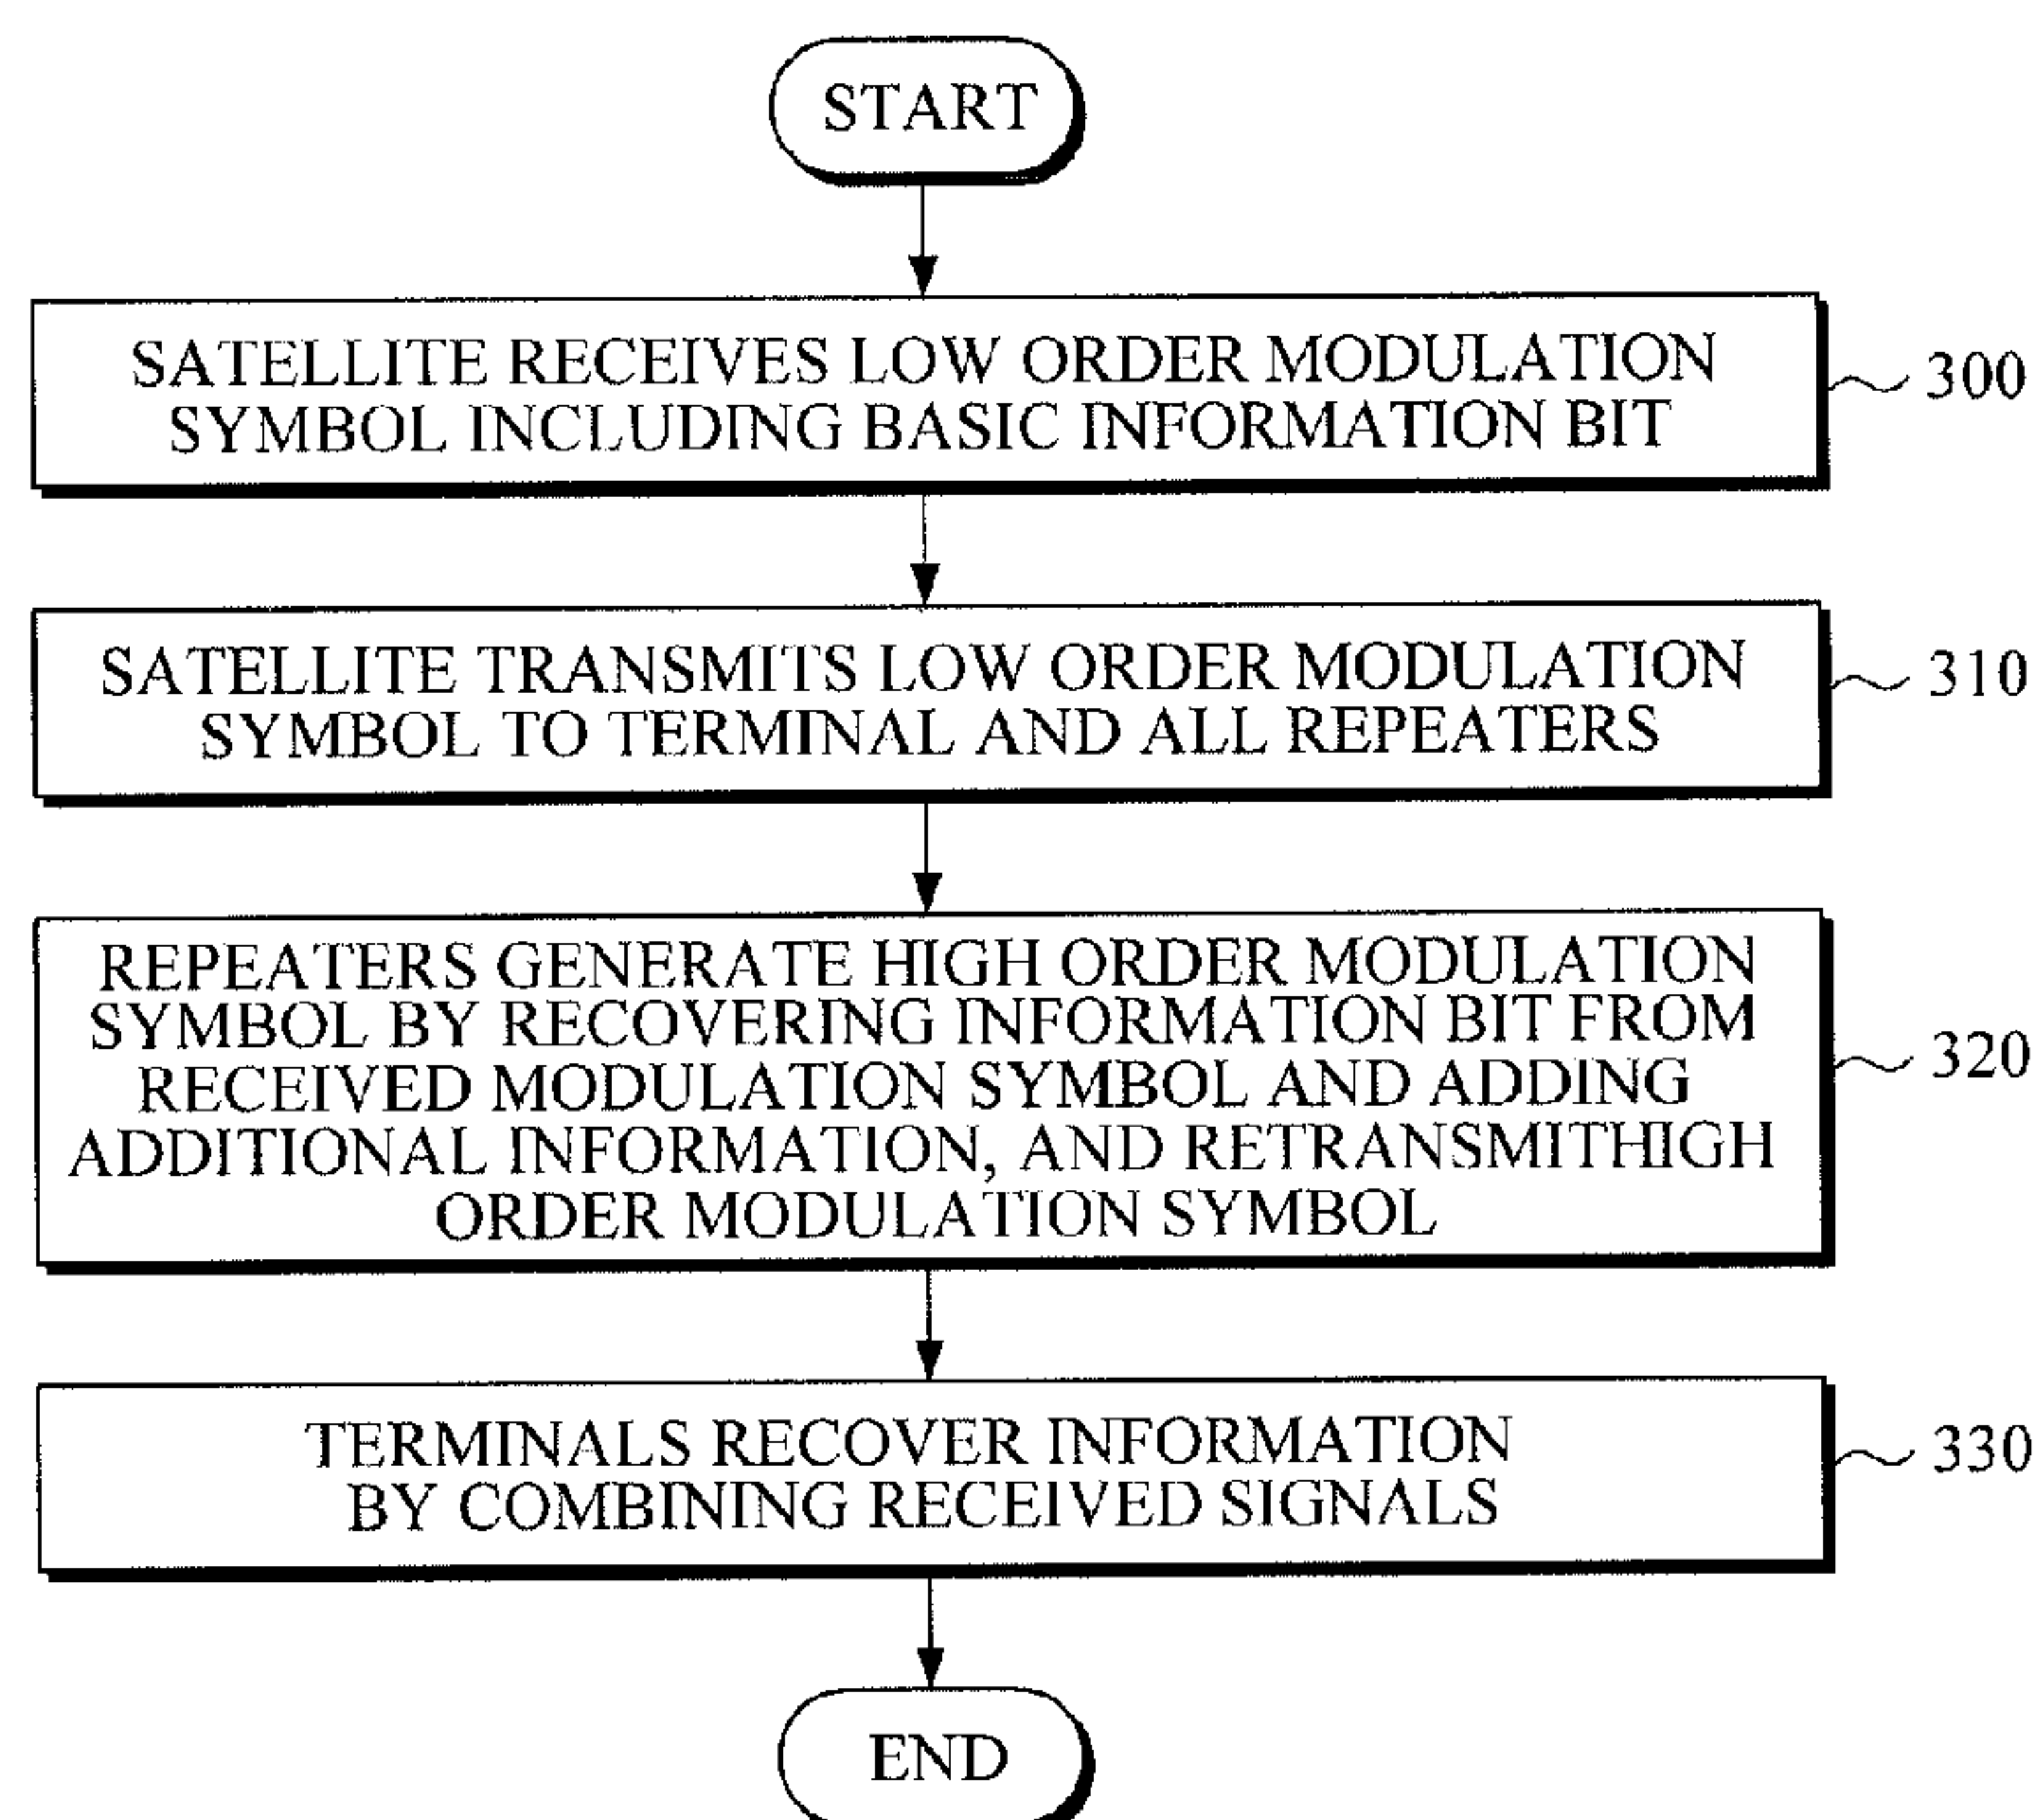 START
SATELLITE RECEIVES LOW ORDER MODULATION
SYMBOL INCLUDING BASIC INFORMATION BIT
300
SATELLITE TRANSMITS LOW ORDER MODULATION
SYMBOL TO TERMINAL AND ALL REPEATERS
310
REPEATERS GENERATE HIGH ORDER MODULATION
SYMBOL BY RECOVERING INFORMATION BIT FROM
RECEIVED MODULATION SYMBOL AND ADDING
ADDITIONAL INFORMATION, AND RETRANSMITHIGH
ORDER MODULATION SYMBOL
320
TERMINALS RECOVER INFORMATION
BY COMBINING RECEIVED SIGNALS
330
END